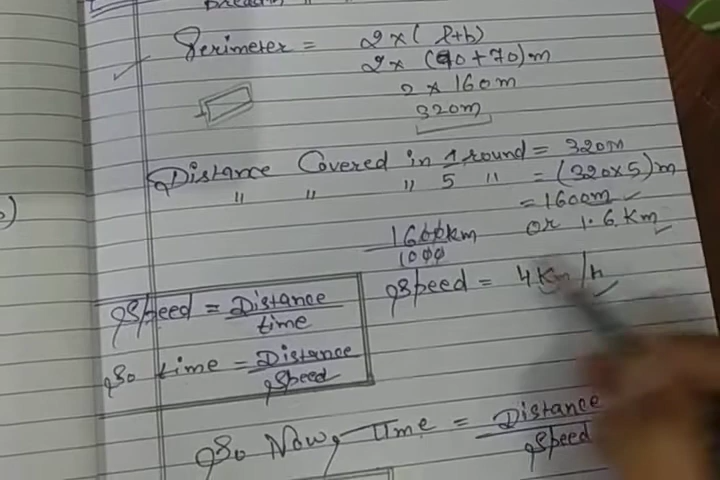 Perimeter = 2 × (l+b)
2 × (90 + 70) m
2 × 160 m
320m
Distance Covered in 1 round = 320m
" " " 5 " = (320×5) m
= 1600m
1600km or 1.6 Km
1000
Speed = 4 Km/h
Speed = Distance
time
So time = Distance
Speed
So Now, Time = Distance
Speed